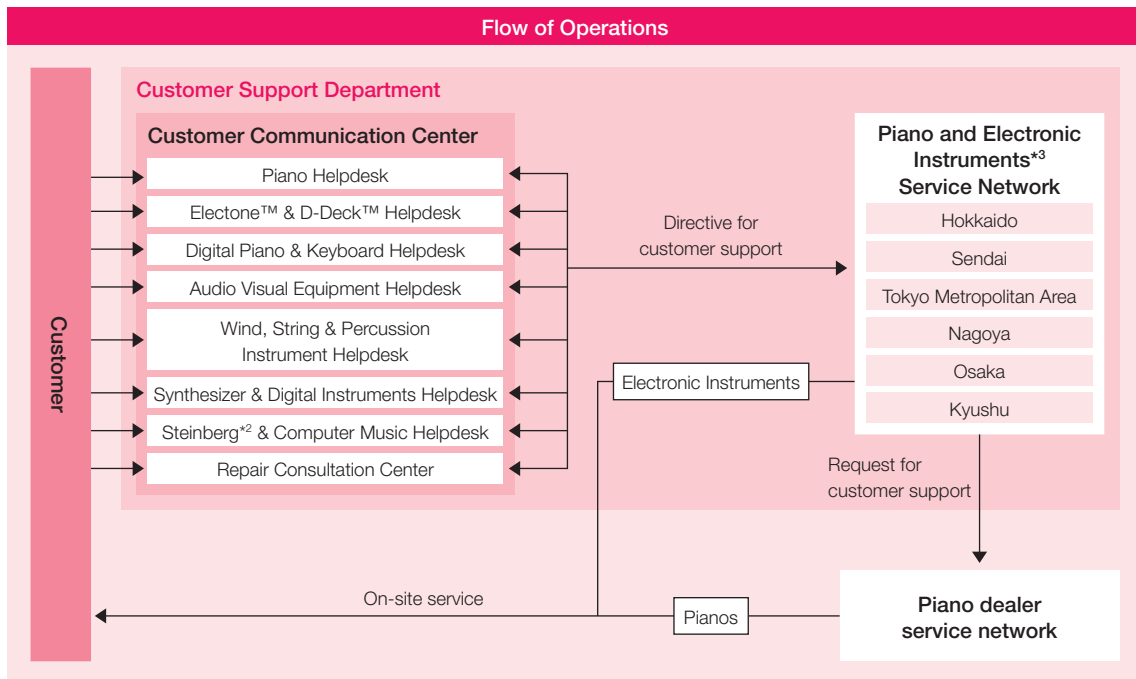 Flow of Operations
Customer
Customer Support Department
Customer Communication Center
Piano Helpdesk
Electone™ & D-Deck™ Helpdesk
Digital Piano & Keyboard Helpdesk
Audio Visual Equipment Helpdesk
Wind, String & Percussion
Instrument Helpdesk
Synthesizer & Digital Instruments Helpdesk
Steinberg*2 & Computer Music Helpdesk
Repair Consultation Center
Directive for
customer support
Piano and Electronic
Instruments*3
Service Network
Hokkaido
Sendai
Tokyo Metropolitan Area
Nagoya
Osaka
Kyushu
Electronic Instruments
Request for
customer support
On-site service
Pianos
Piano dealer
service network